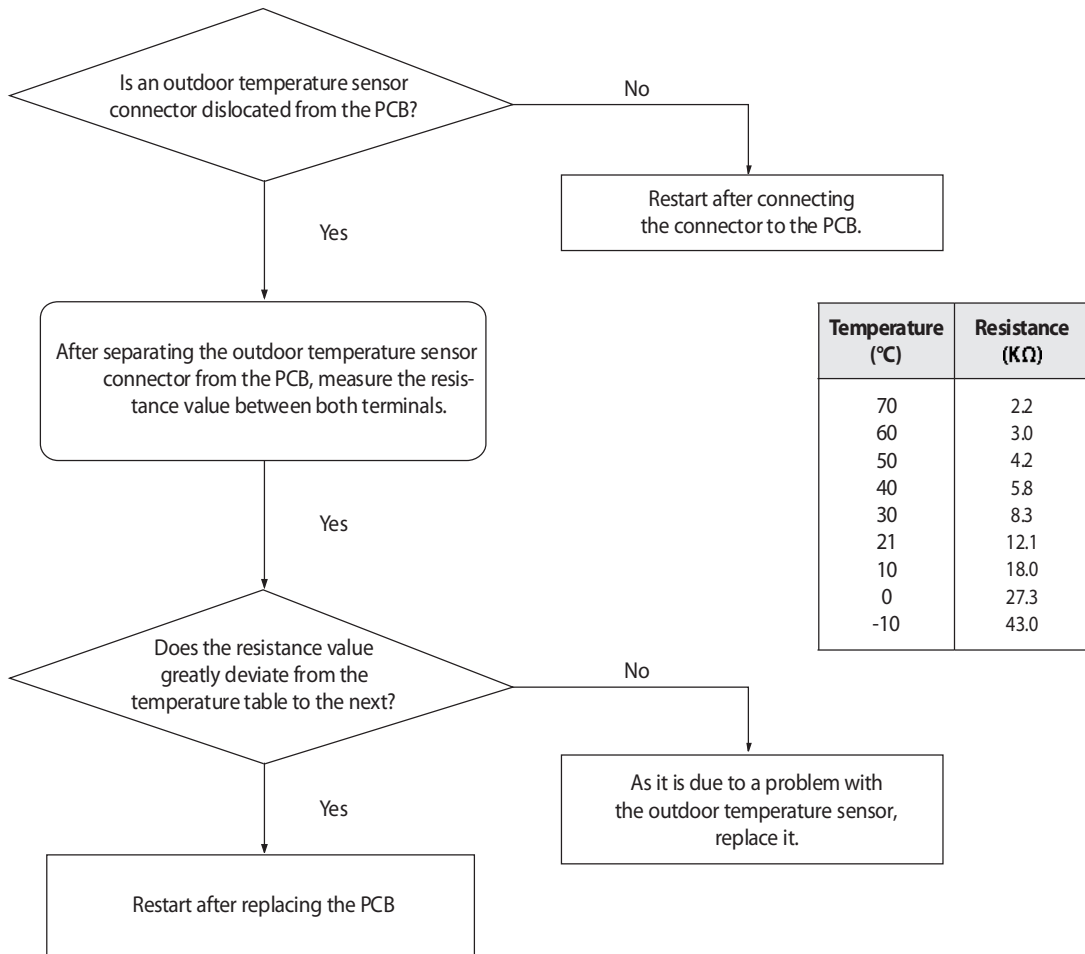 Is an outdoor temperature sensor
connector dislocated from the PCB?
No
Restart after connecting
the connector to the PCB.
Yes
After separating the outdoor temperature sensor
connector from the PCB, measure the resis-
tance value between both terminals.
Temperature
(°C)
Resistance
(KΩ)
70 2.2
60 3.0
50 4.2
40 5.8
30 8.3
21 12.1
10 18.0
0 27.3
-10 43.0
Yes
Does the resistance value
greatly deviate from the
temperature table to the next?
No
As it is due to a problem with
the outdoor temperature sensor,
replace it.
Yes
Restart after replacing the PCB